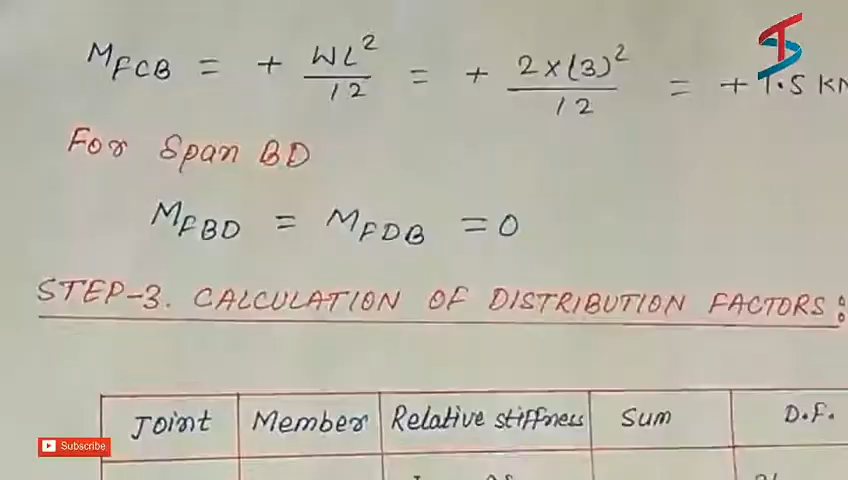 MFCB = + WL²/12 = + 2×(3)²/12 = + 1.5 KN
For Span BD
MFBD = MFDB = 0
STEP-3. CALCULATION OF DISTRIBUTION FACTORS:
Joint Member Relative stiffness Sum D.F.
Subscribe